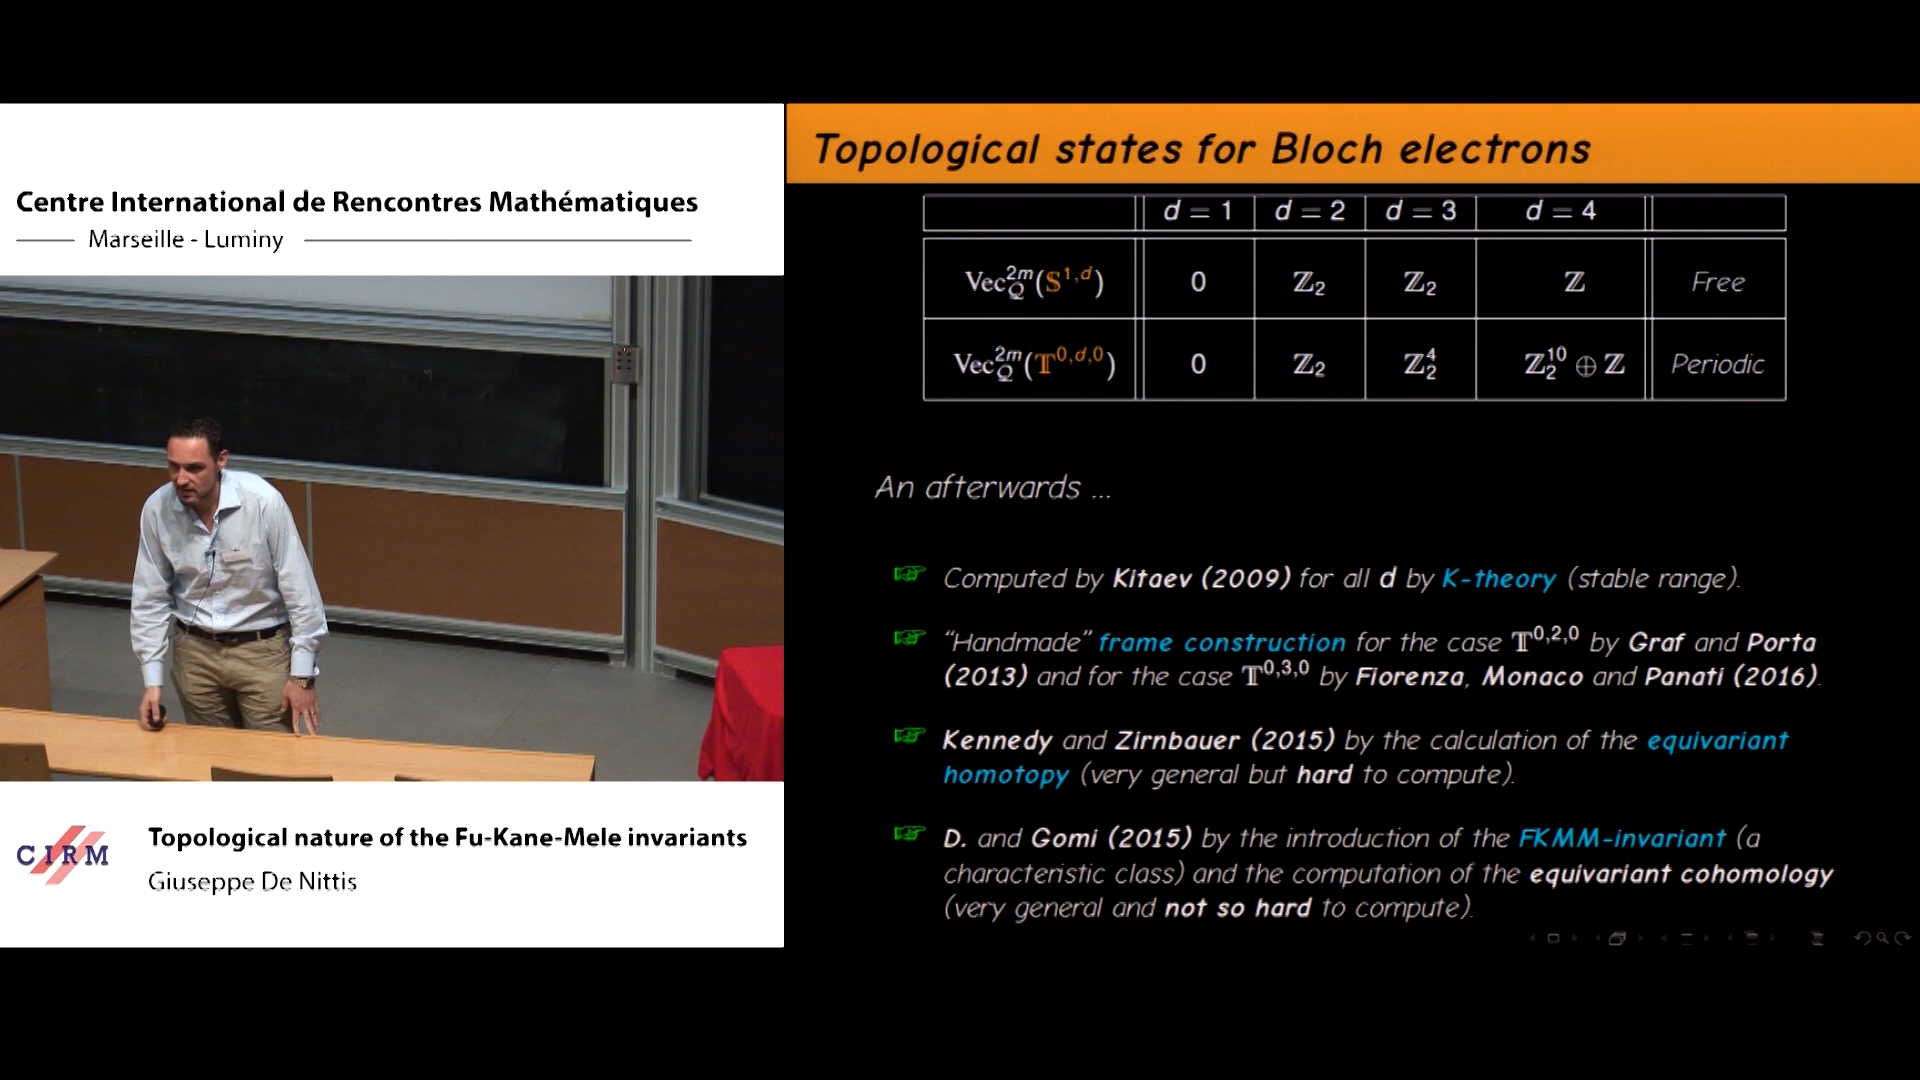 Centre International de Rencontres Mathématiques
Marseille - Luminy
CIRM
Topological nature of the Fu-Kane-Mele invariants
Giuseppe De Nittis
Topological states for Bloch electrons
d = 1 d = 2 d = 3 d = 4
Vec_Q^{2m}(S^{1,d}) 0 ℤ_2 ℤ_2 ℤ Free
Vec_Q^{2m}(𝕋^{0,d,0}) 0 ℤ_2 ℤ_2^4 ℤ_2^{10} ⊕ ℤ Periodic
An afterwards ...
Computed by Kitaev (2009) for all d by K-theory (stable range).
"Handmade" frame construction for the case 𝕋^{0,2,0} by Graf and Porta
(2013) and for the case 𝕋^{0,3,0} by Fiorenza, Monaco and Panati (2016).
Kennedy and Zirnbauer (2015) by the calculation of the equivariant
homotopy (very general but hard to compute).
D. and Gomi (2015) by the introduction of the FKMM-invariant (a
characteristic class) and the computation of the equivariant cohomology
(very general and not so hard to compute).